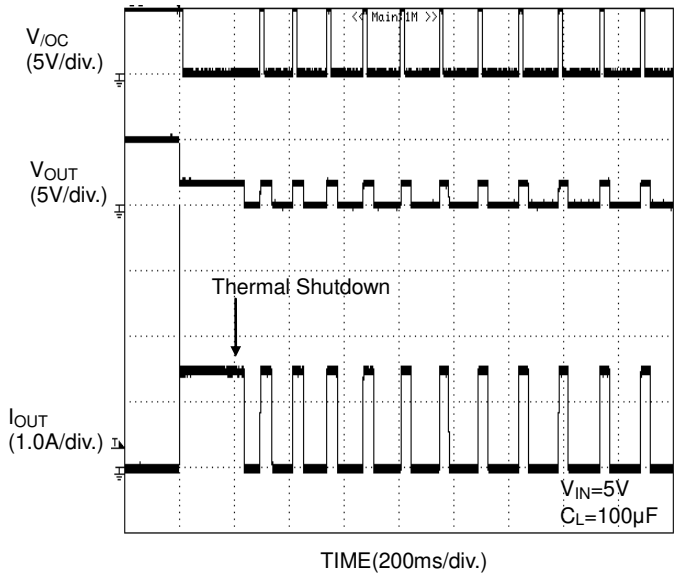 V/OC
(5V/div.)
<< Main:1M >>
VOUT
(5V/div.)
Thermal Shutdown
IOUT
(1.0A/div.)
VIN=5V
CL=100µF
TIME(200ms/div.)